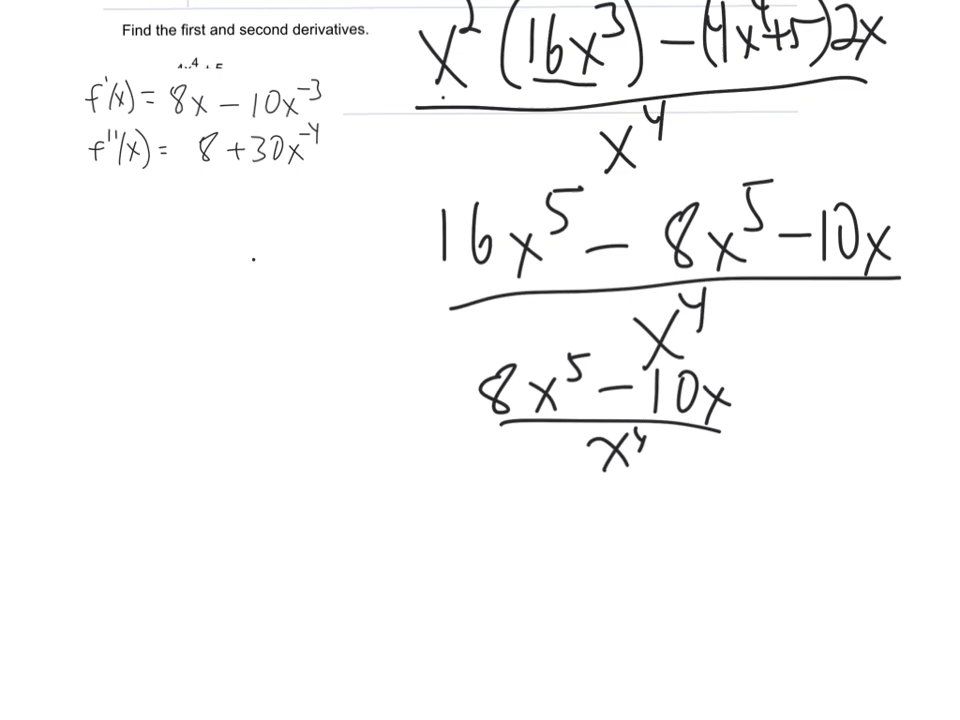 Find the first and second derivatives.
f'(x) = 8x − 10x⁻³
f''(x) = 8 + 30x⁻⁴
x² (16x³) − (4x⁴+5)2x
x⁴
16x⁵ − 8x⁵ − 10x
x⁴
8x⁵ − 10x
x⁴